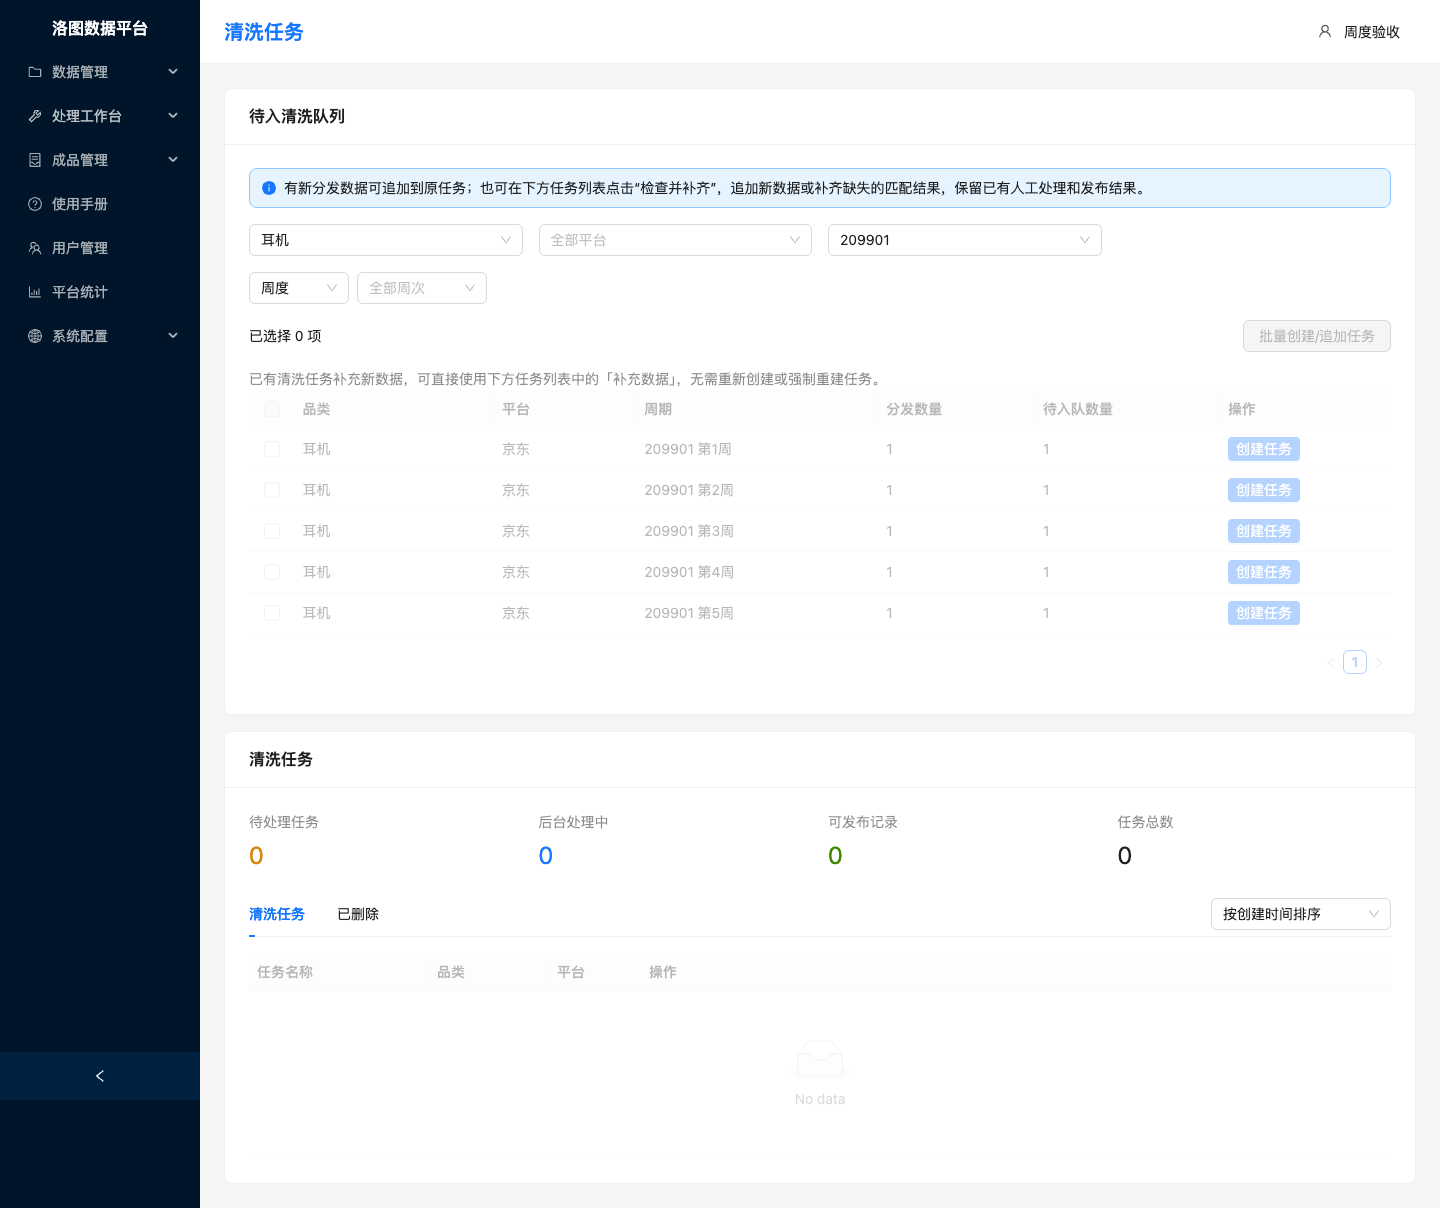 洛图数据平台
数据管理
处理工作台
成品管理
使用手册
用户管理
平台统计
系统配置
清洗任务
周度验收
待入清洗队列
有新分发数据可追加到原任务；也可在下方任务列表点击“检查并补齐”，追加新数据或补齐缺失的匹配结果，保留已有人工处理和发布结果。
耳机 全部平台 209901
周度 全部周次
已选择 0 项 批量创建/追加任务
已有清洗任务补充新数据，可直接使用下方任务列表中的「补充数据」，无需重新创建或强制重建任务。
品类 平台 周期 分发数量 待入队数量 操作
耳机 京东 209901 第1周 1 1 创建任务
耳机 京东 209901 第2周 1 1 创建任务
耳机 京东 209901 第3周 1 1 创建任务
耳机 京东 209901 第4周 1 1 创建任务
耳机 京东 209901 第5周 1 1 创建任务
1
清洗任务
待处理任务 后台处理中 可发布记录 任务总数
0 0 0 0
清洗任务 已删除 按创建时间排序
任务名称 品类 平台 操作
No data